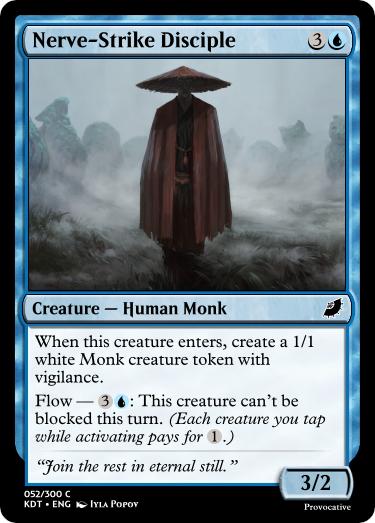 Nerve-Strike Disciple 3
Creature — Human Monk
When this creature enters, create a 1/1
white Monk creature token with
vigilance.
Flow — 3: This creature can't be
blocked this turn. (Each creature you tap
while activating pays for 1.)
"Join the rest in eternal still."
3/2
052/300 C
KDT • ENG Iyla Popov
Provocative